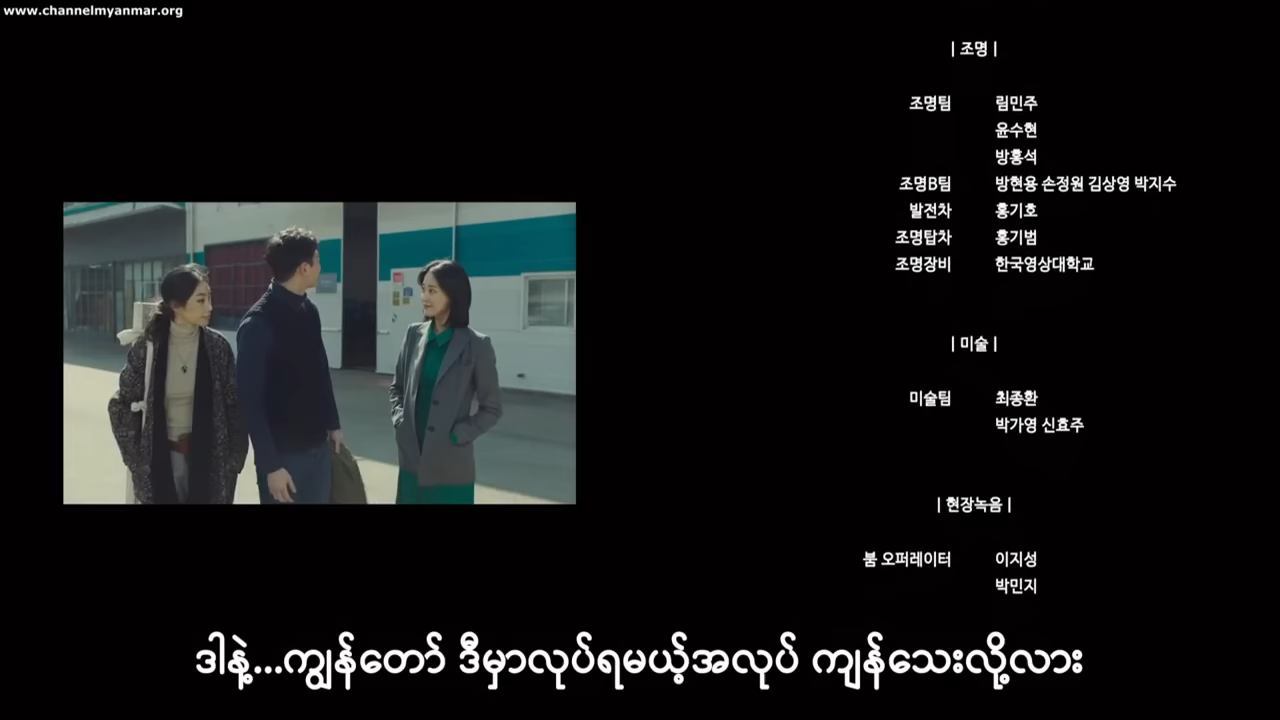 www.channelmyanmar.org
| 조명 |
조명팀 림민주
윤수현
방홍석
조명B팀 방현용 손정원 김상영 박지수
발전차 홍기호
조명탑차 홍기범
조명장비 한국영상대학교
| 미술 |
미술팀 최종환
박가영 신효주
| 현장녹음 |
붐 오퍼레이터 이지성
박민지
ဒါနဲ့...ကျွန်တော် ဒီမှာလုပ်ရမယ့်အလုပ် ကျန်သေးလို့လား